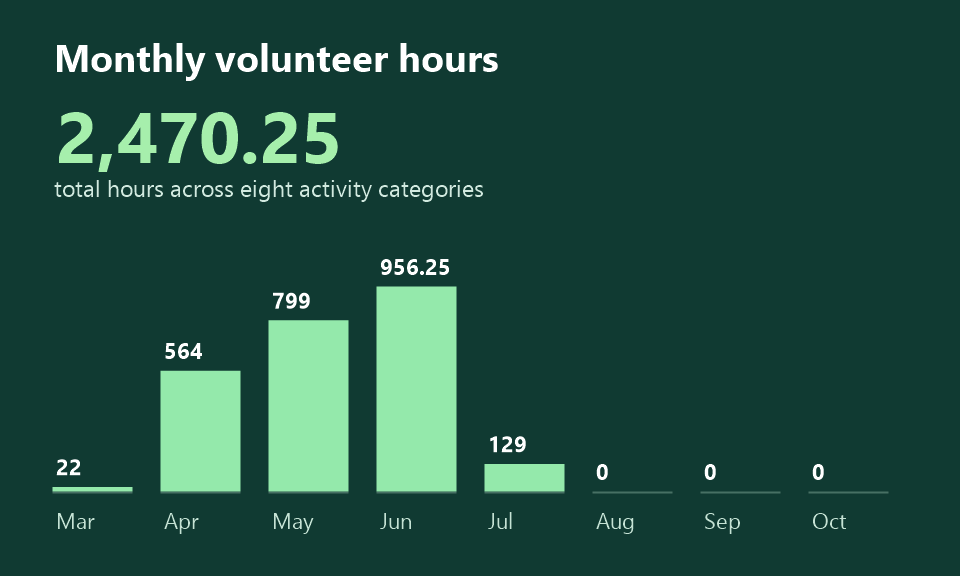 Monthly volunteer hours
2,470.25
total hours across eight activity categories
956.25
799
564
129
22
0 0 0
Mar Apr May Jun Jul Aug Sep Oct